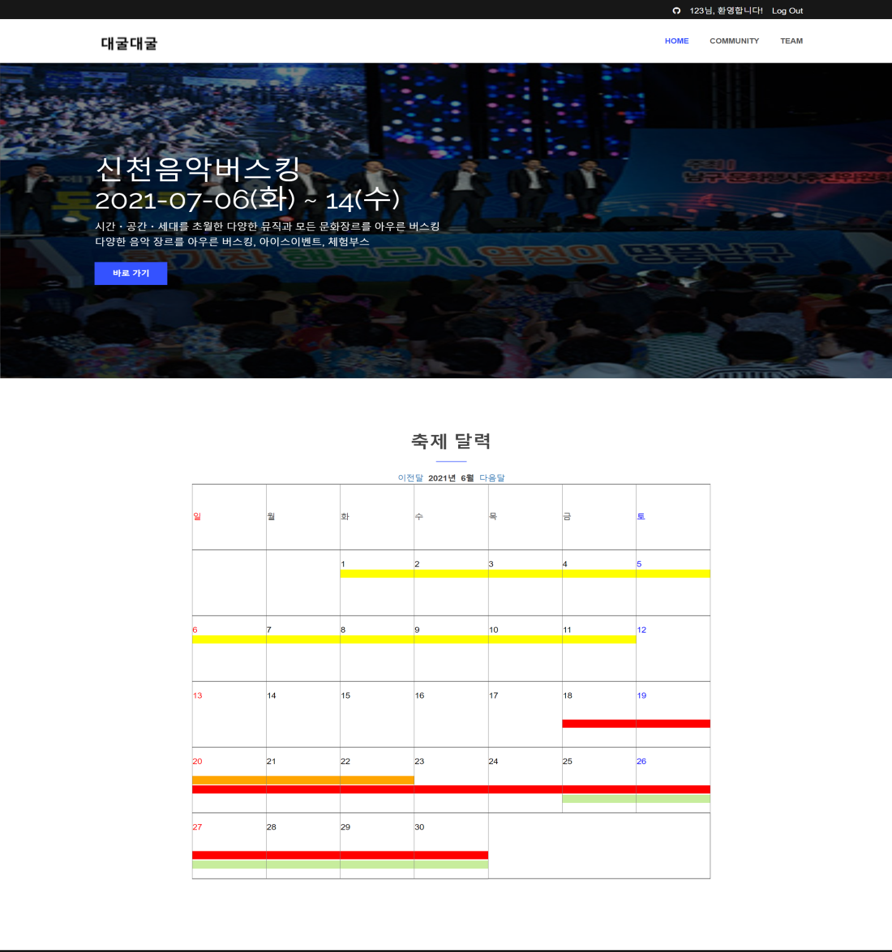 123님, 환영합니다! Log Out
대굴대굴
HOME COMMUNITY TEAM
신천음악버스킹
2021-07-06(화) ~ 14(수)
시간・공간・세대를 초월한 다양한 뮤직과 모든 문화장르를 아우른 버스킹
다양한 음악 장르를 아우른 버스킹, 아이스이벤트, 체험부스
바로 가기
축제 달력
이전달 2021년 6월 다음달
일 월 화 수 목 금 토
1 2 3 4 5
6 7 8 9 10 11 12
13 14 15 16 17 18 19
20 21 22 23 24 25 26
27 28 29 30